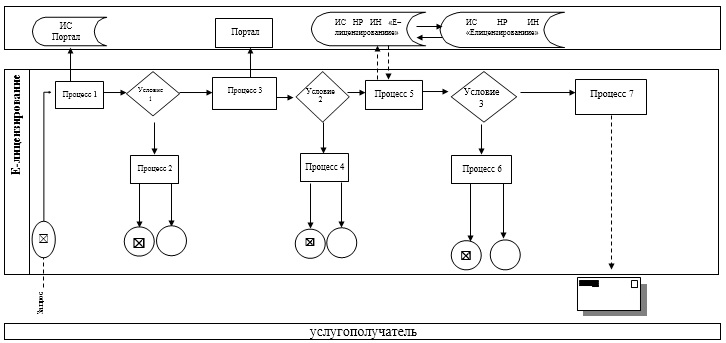 ИС
Портал
Портал
ИС НР ИН «Е–
лицензирование»
ИС НР ИН
«Елицензирование»
Е-лицензирование
Процесс 1
Условие
1
Процесс 3
Условие
2
Процесс 5
Условие
3
Процесс 7
Процесс 2
Процесс 4
Процесс 6
Запрос
услугополучатель